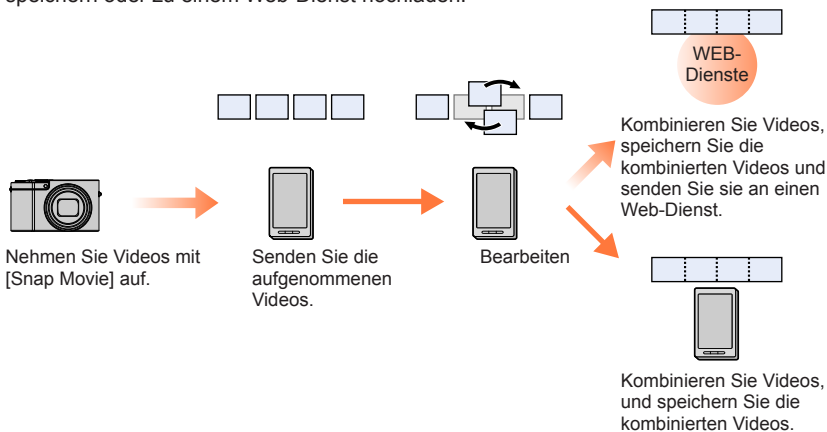 speichern oder zu einem Web-Dienst hochladen.
WEB-
Dienste
Kombinieren Sie Videos,
speichern Sie die
kombinierten Videos und
senden Sie sie an einen
Web-Dienst.
Nehmen Sie Videos mit
[Snap Movie] auf.
Senden Sie die
aufgenommenen
Videos.
Bearbeiten
Kombinieren Sie Videos,
und speichern Sie die
kombinierten Videos.